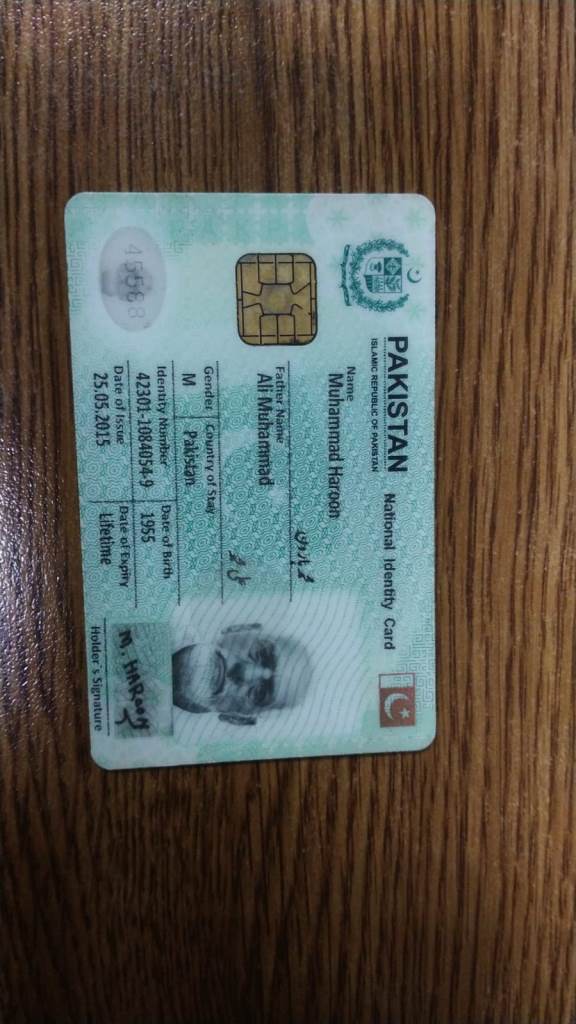 PAKISTAN National Identity Card
ISLAMIC REPUBLIC OF PAKISTAN
Name
Muhammad Haroon
محمد ہارون
Father Name
Ali Muhammad
علی محمد
Gender Country of Stay
M Pakistan
Identity Number Date of Birth
42301-1084054-9 1955
Date of Issue Date of Expiry
25.05.2015 Lifetime
M. HAROON
Holder's Signature